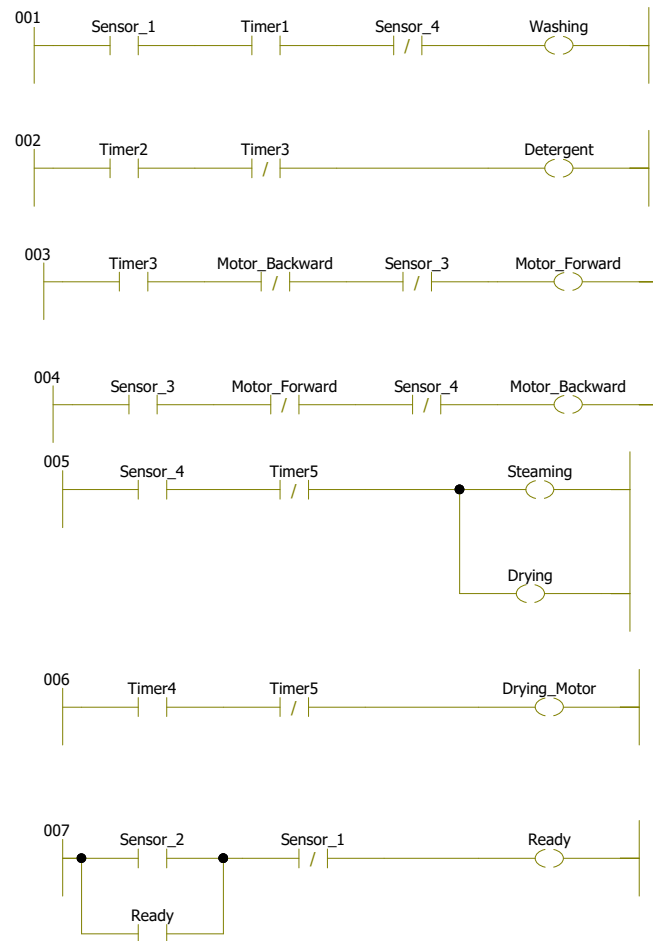 001
Sensor_1 Timer1 Sensor_4 Washing
002
Timer2 Timer3 Detergent
003
Timer3 Motor_Backward Sensor_3 Motor_Forward
004
Sensor_3 Motor_Forward Sensor_4 Motor_Backward
005
Sensor_4 Timer5 Steaming
Drying
006
Timer4 Timer5 Drying_Motor
007
Sensor_2 Sensor_1 Ready
Ready